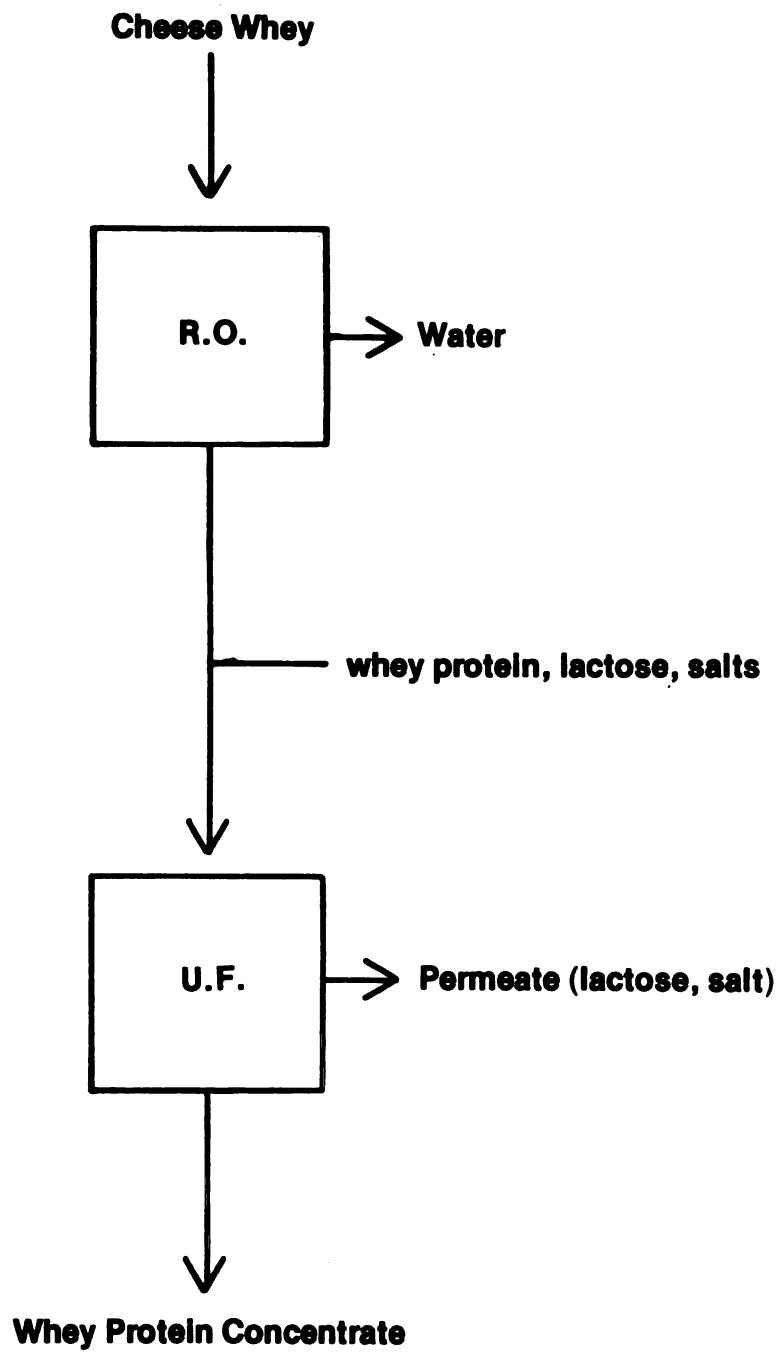 Cheese Whey
R.O.
Water
whey protein, lactose, salts
U.F.
Permeate (lactose, salt)
Whey Protein Concentrate